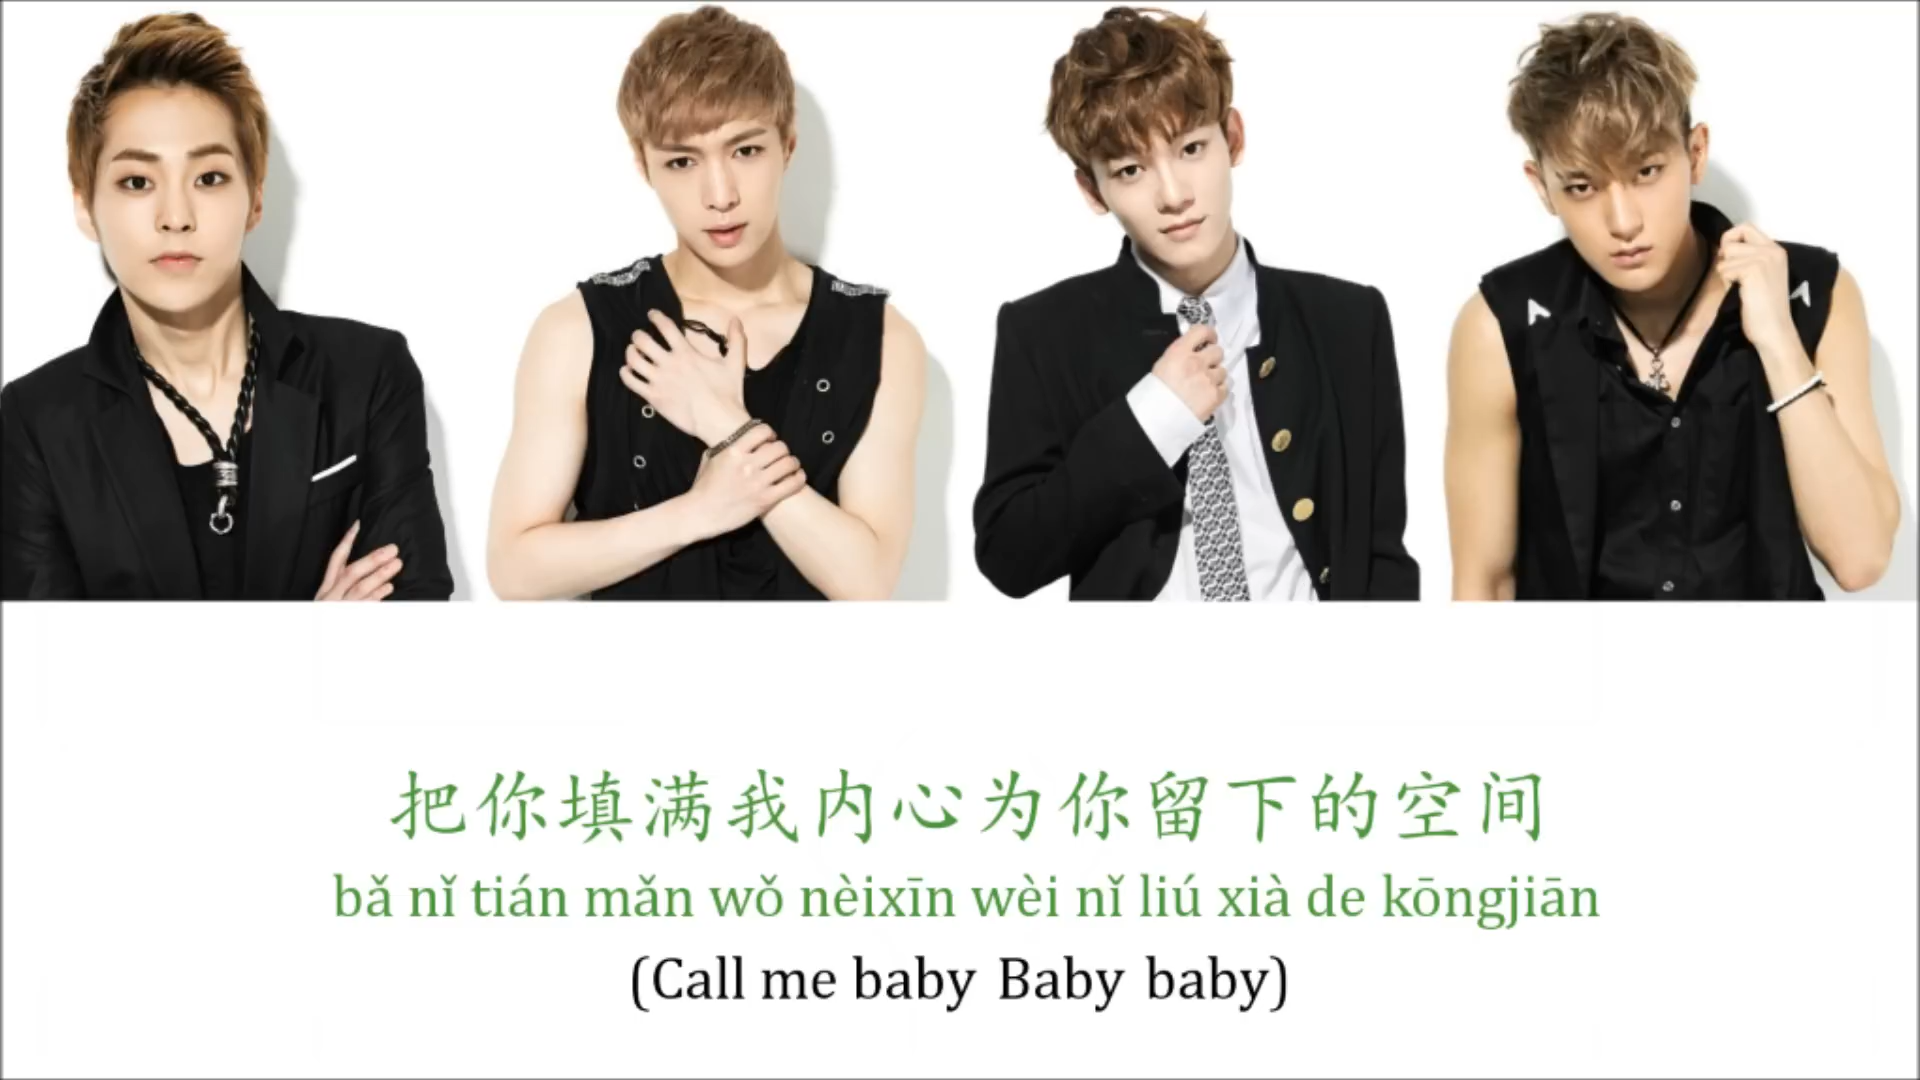 把你填满我内心为你留下的空间
bǎ nǐ tián mǎn wǒ nèixīn wèi nǐ liú xià de kōngjiān
(Call me baby Baby baby)